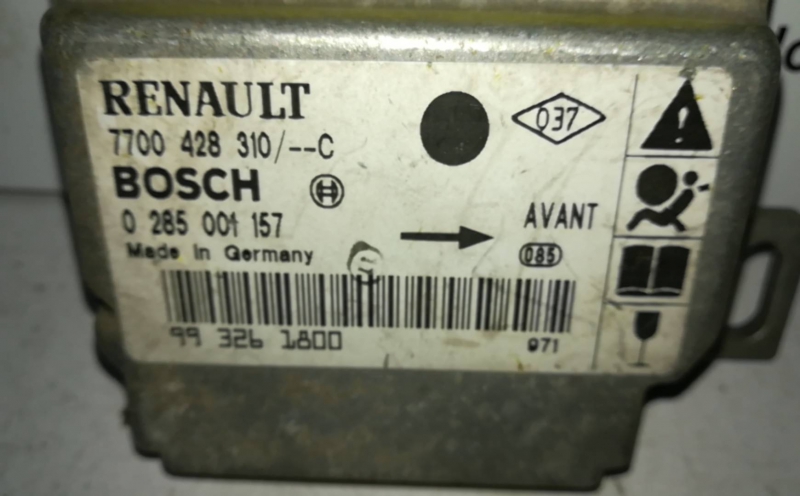 RENAULT
7700 428 310/--C
037
BOSCH
0 285 001 157
AVANT
Made in Germany
085
99 326 1800
071